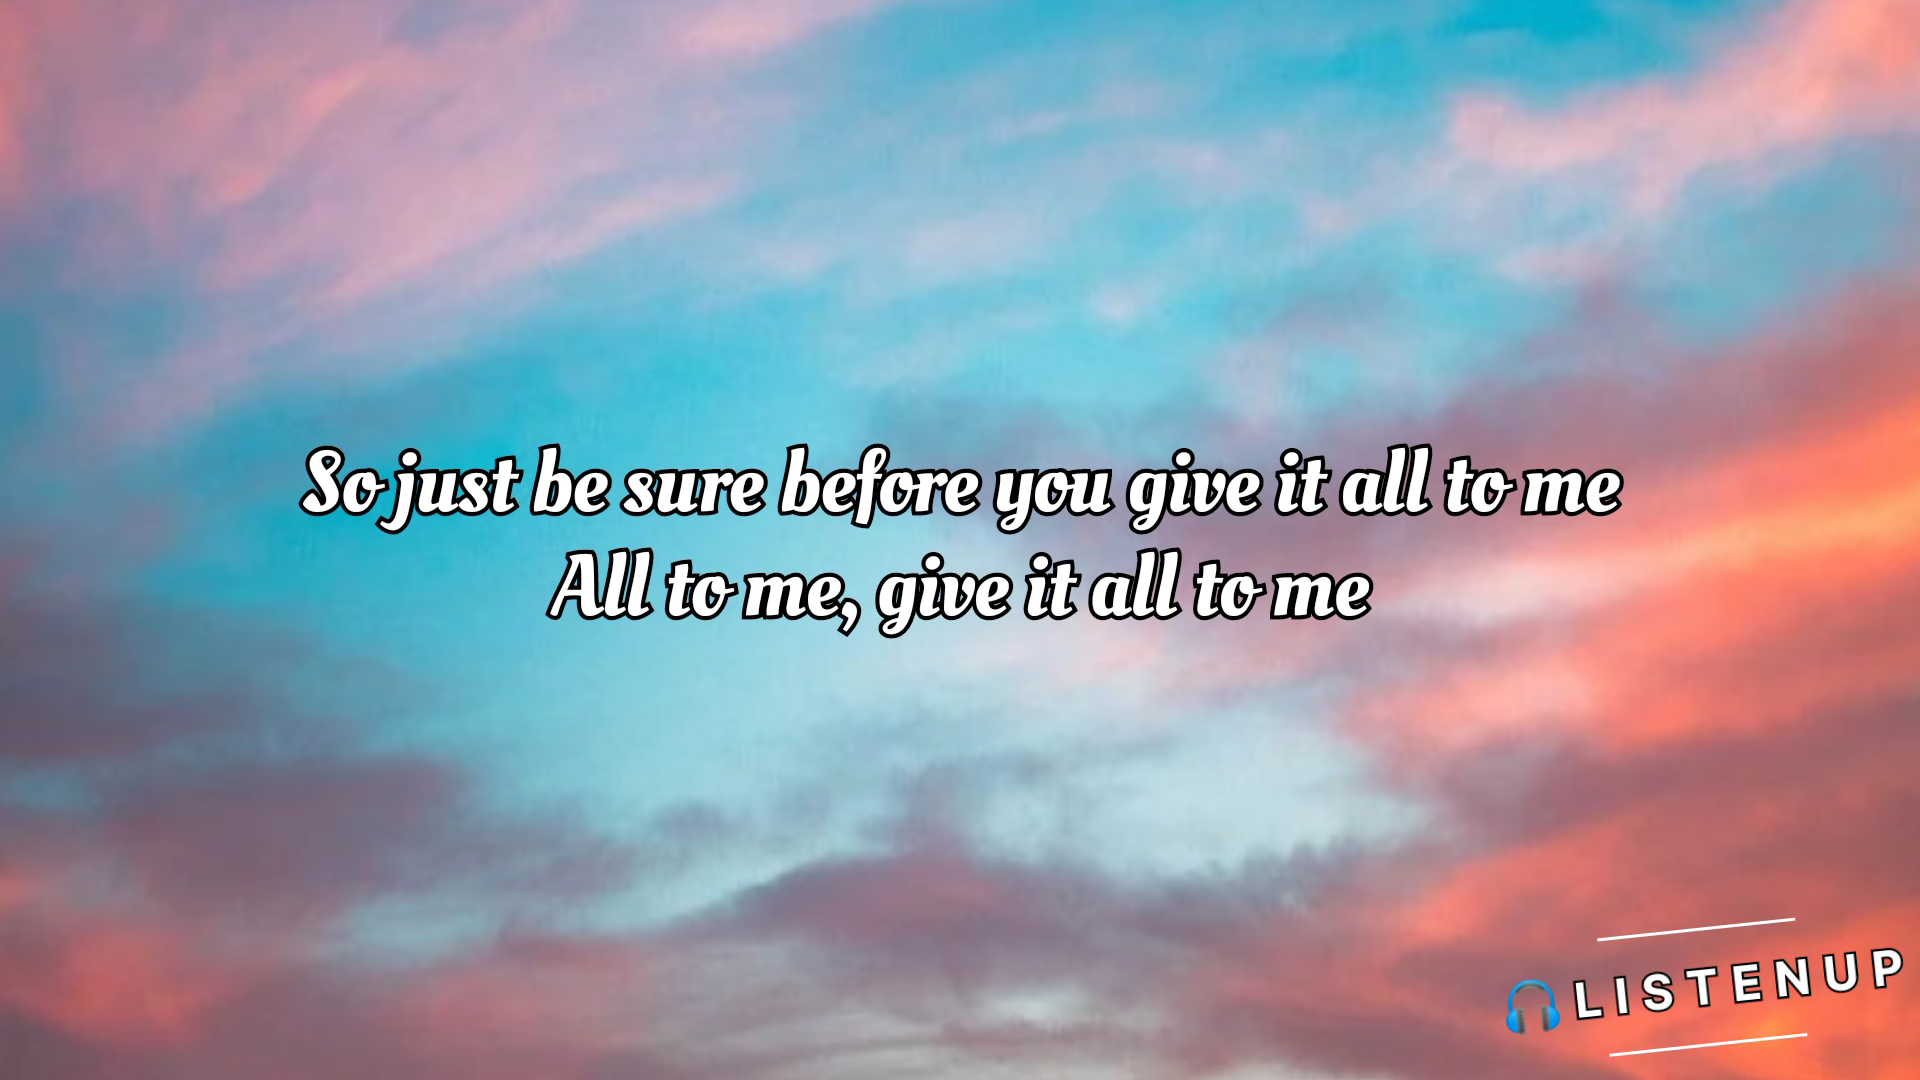 So just be sure before you give it all to me
All to me, give it all to me
LISTENUP